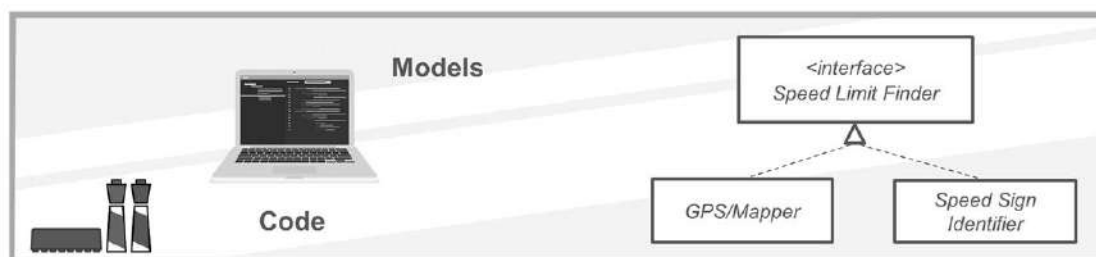 Models
Code
<interface>
Speed Limit Finder
GPS/Mapper
Speed Sign
Identifier